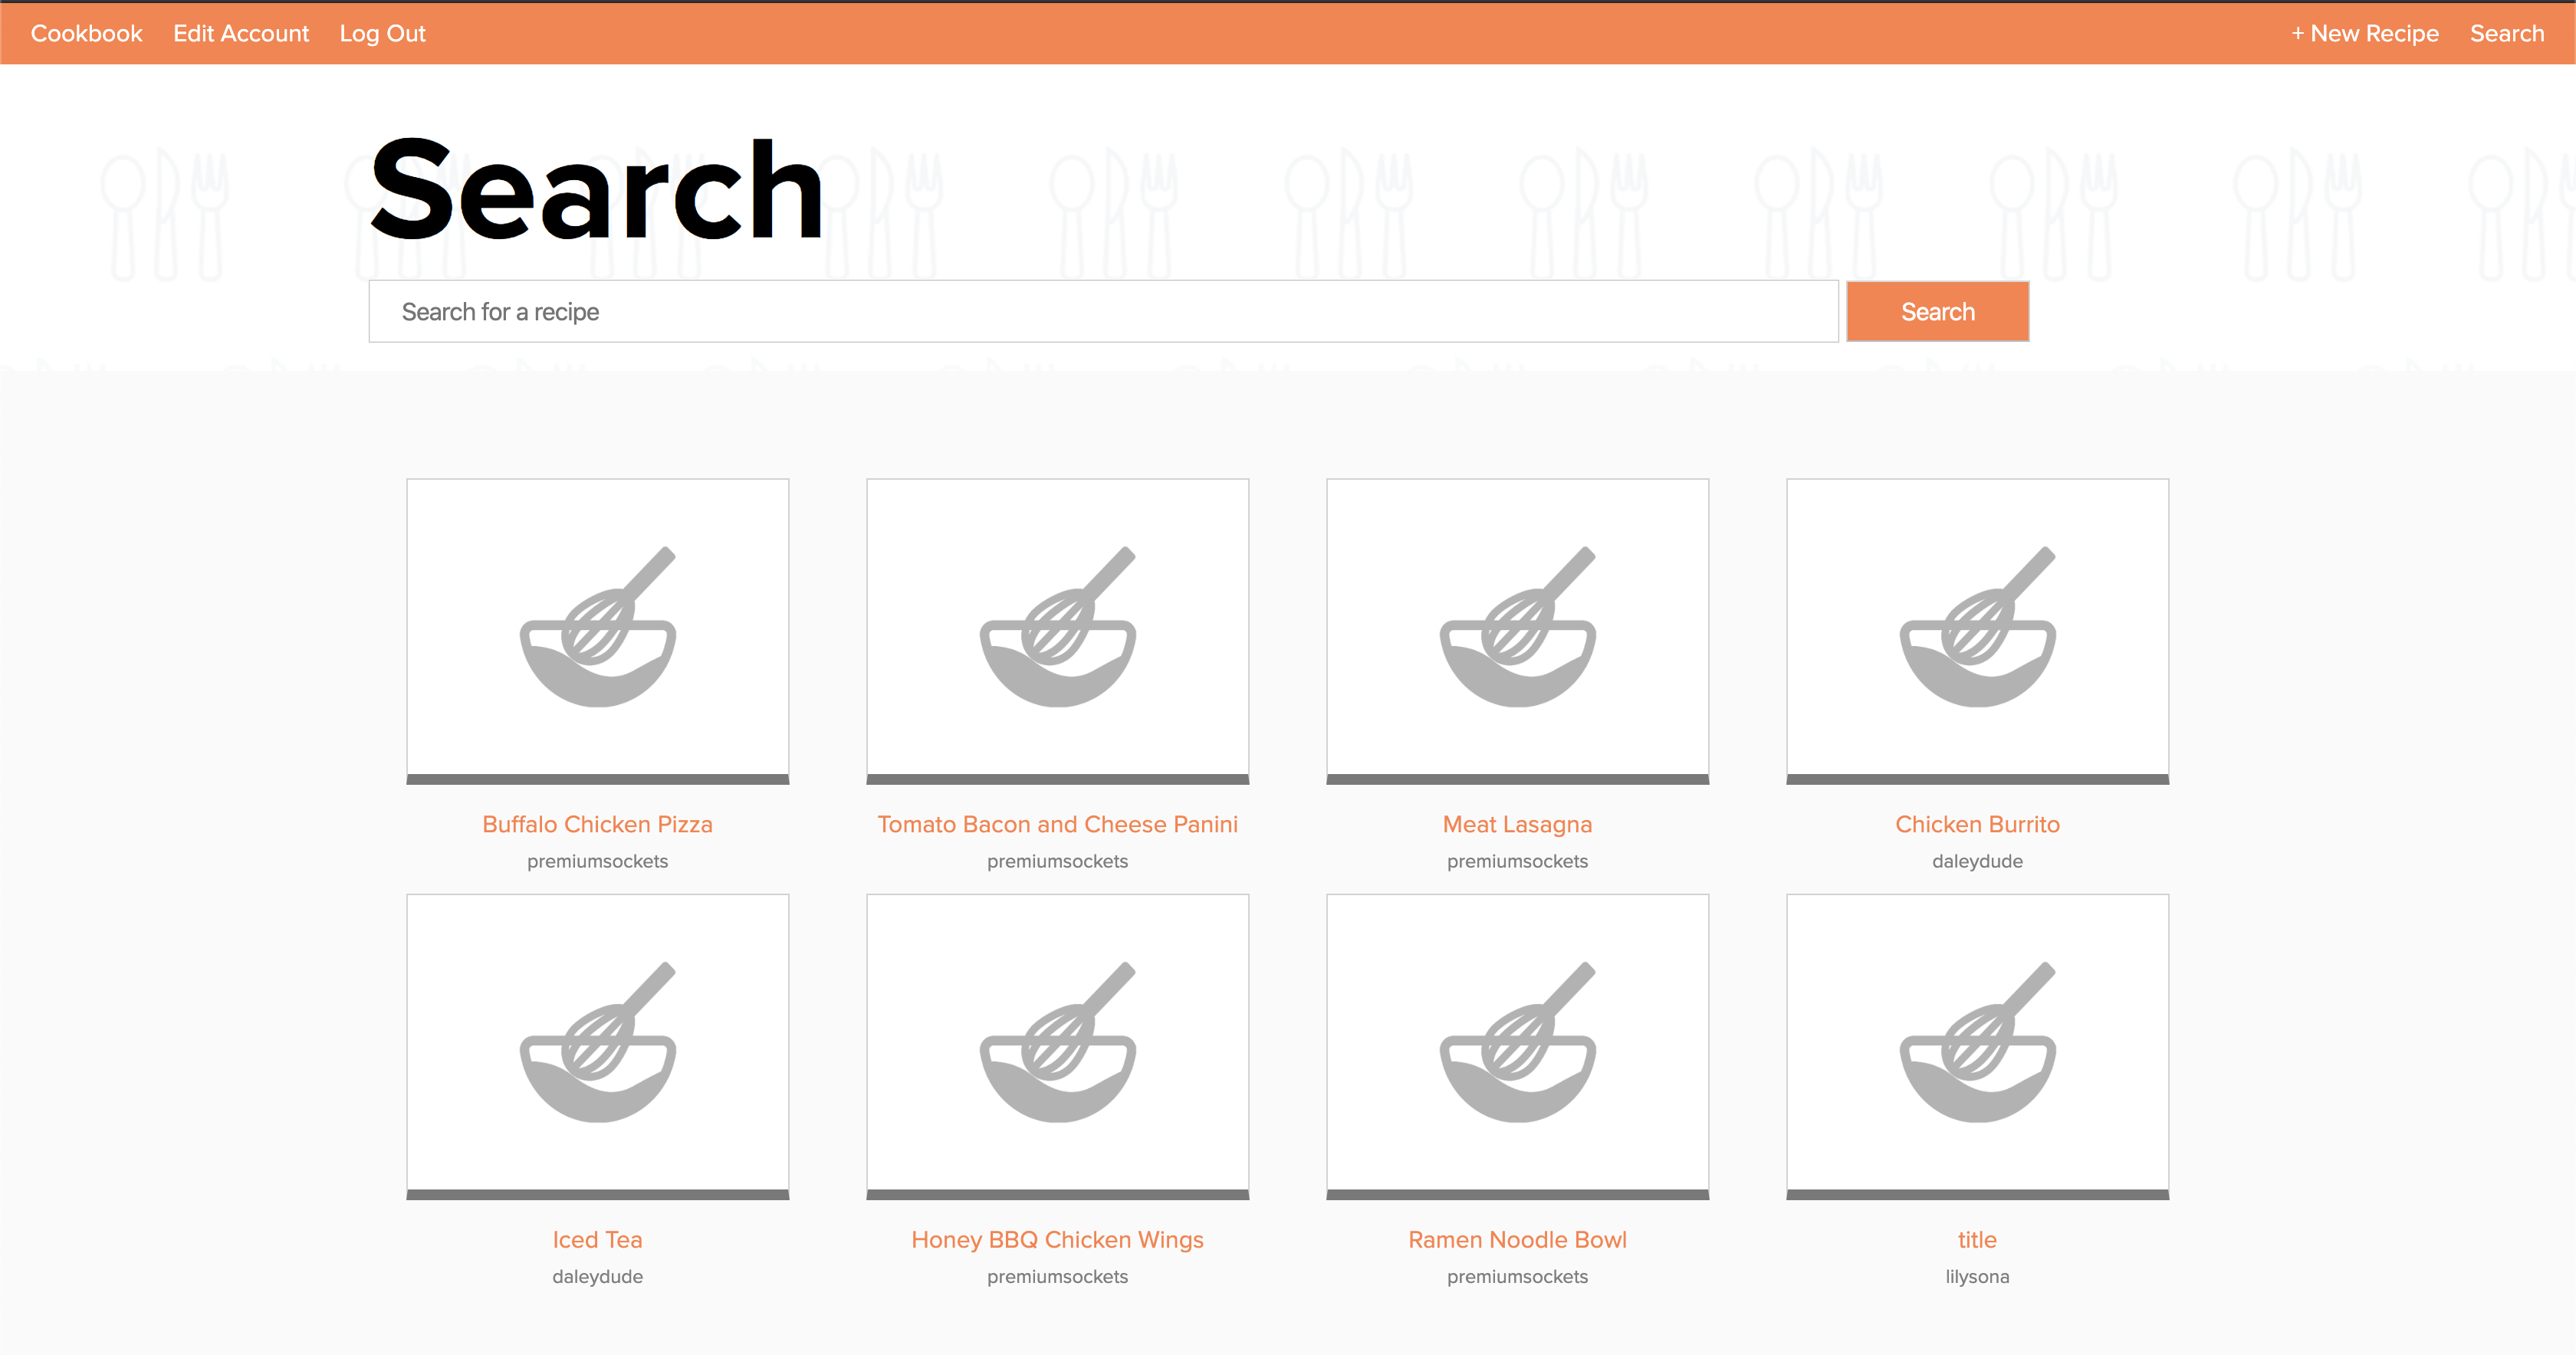 Cookbook Edit Account Log Out + New Recipe Search
Search
Search for a recipe Search
Buffalo Chicken Pizza Tomato Bacon and Cheese Panini Meat Lasagna Chicken Burrito
premiumsockets premiumsockets premiumsockets daleydude
Iced Tea Honey BBQ Chicken Wings Ramen Noodle Bowl title
daleydude premiumsockets premiumsockets lilysona